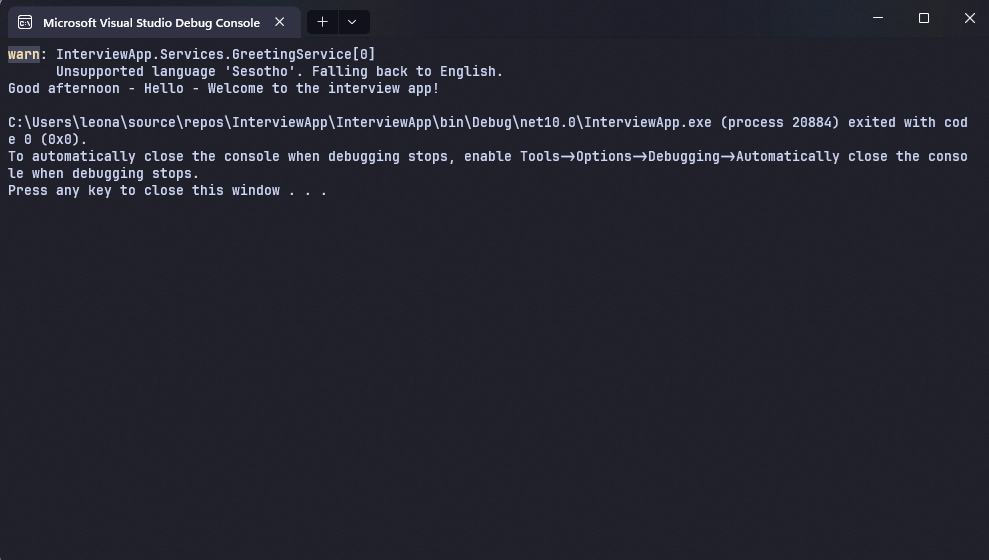 Microsoft Visual Studio Debug Console
warn: InterviewApp.Services.GreetingService[0]
      Unsupported language 'Sesotho'. Falling back to English.
Good afternoon - Hello - Welcome to the interview app!

C:\Users\leona\source\repos\InterviewApp\InterviewApp\bin\Debug\net10.0\InterviewApp.exe (process 20884) exited with cod
e 0 (0x0).
To automatically close the console when debugging stops, enable Tools->Options->Debugging->Automatically close the conso
le when debugging stops.
Press any key to close this window . . .